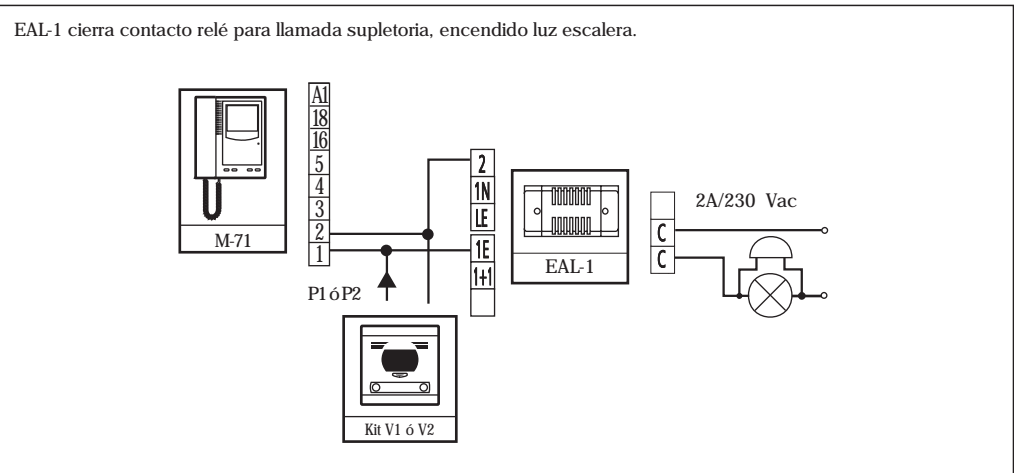 EAL-1 cierra contacto relé para llamada supletoria, encendido luz escalera.
A1
18
16
5
4
3
2
1
M-71
P1 ó P2
2
1N
LE
1E
1+1
EAL-1
2A/230 Vac
C
C
Kit V1 ó V2